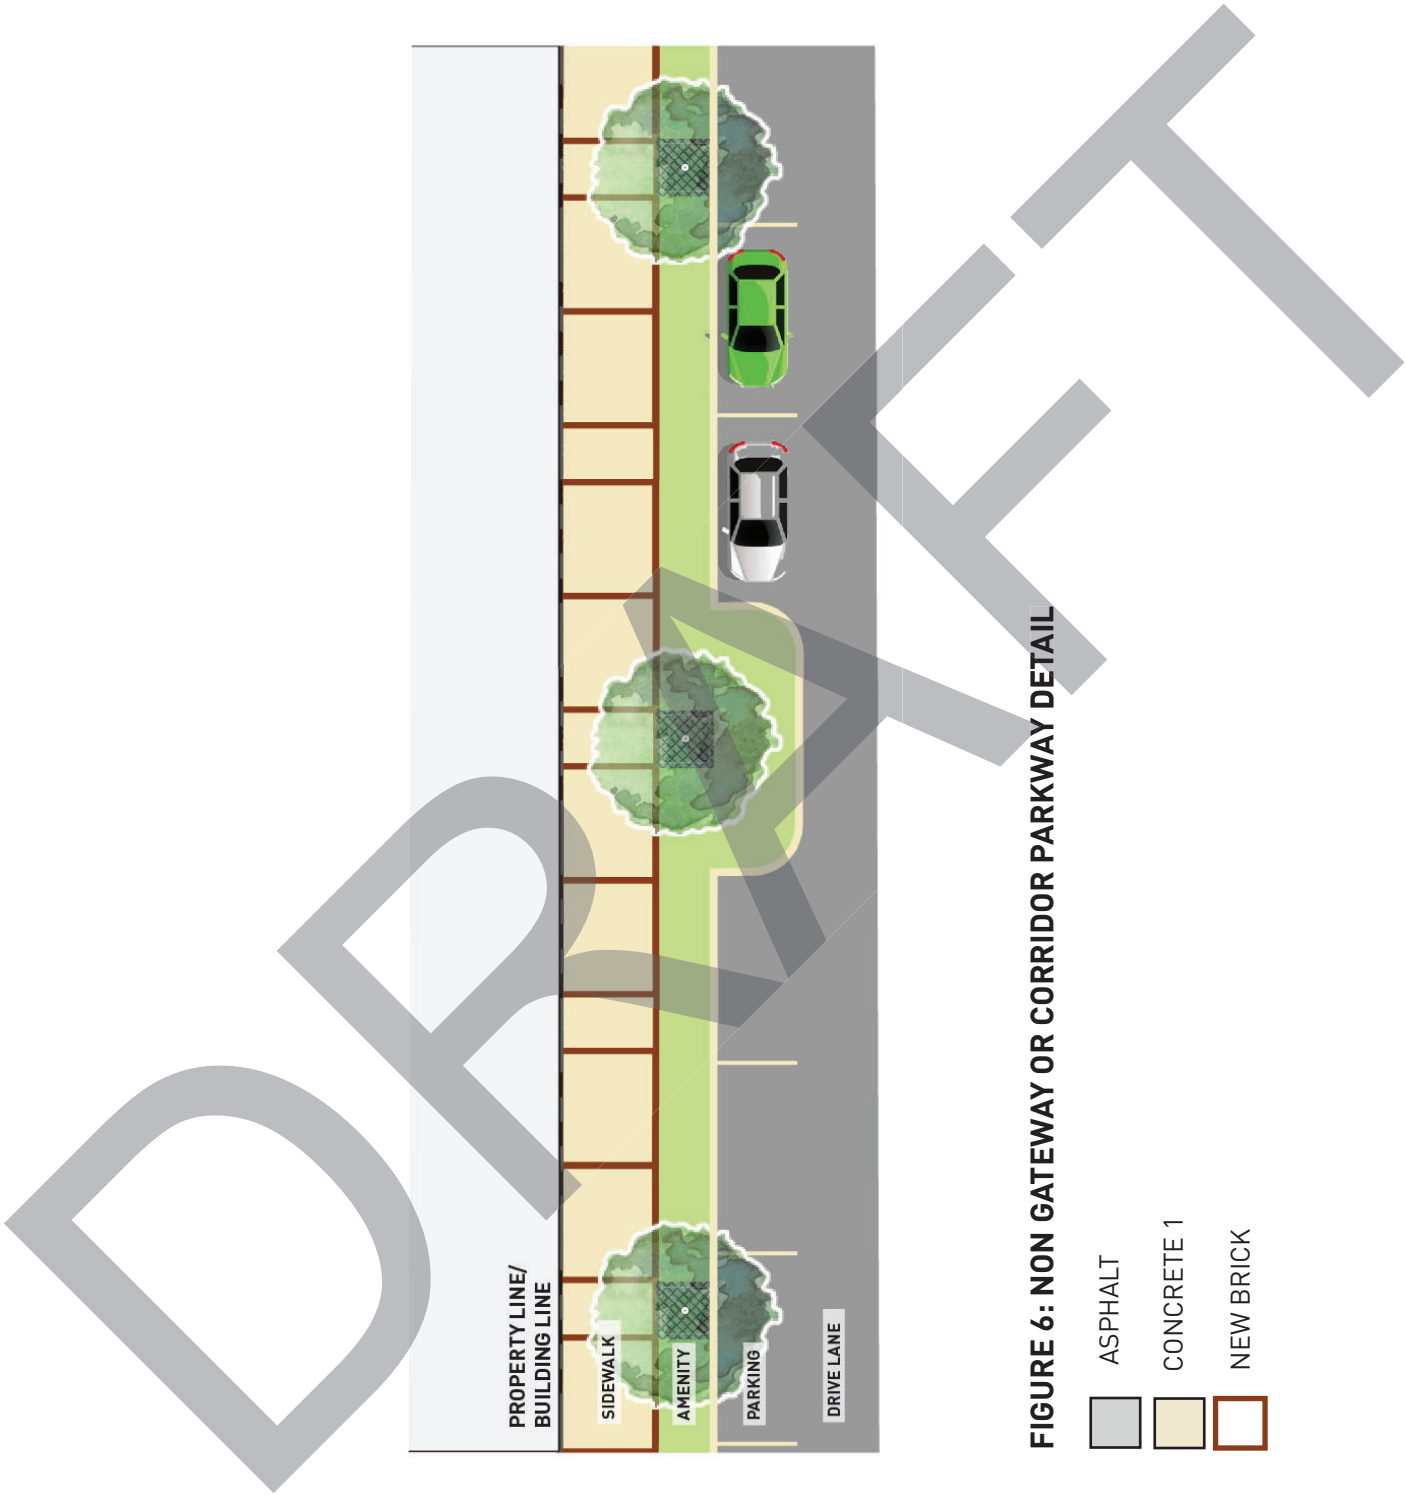 PROPERTY LINE/
BUILDING LINE
SIDEWALK
AMENITY
PARKING
DRIVE LANE
FIGURE 6: NON GATEWAY OR CORRIDOR PARKWAY DETAIL
ASPHALT
CONCRETE 1
NEW BRICK
DRAFT